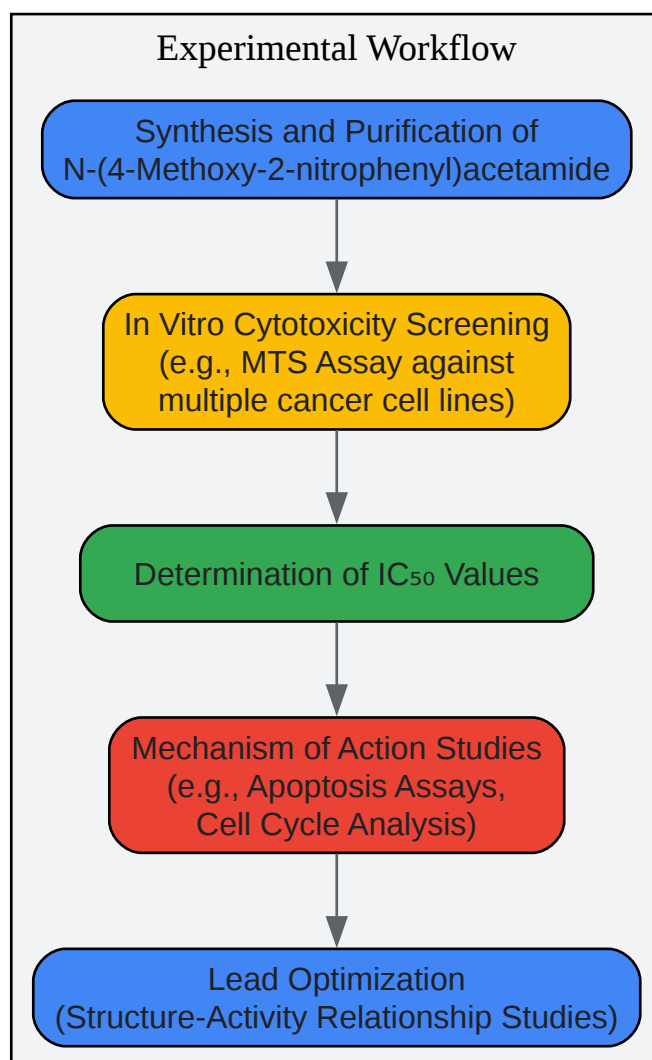 Experimental Workflow
Synthesis and Purification of
N-(4-Methoxy-2-nitrophenyl)acetamide
In Vitro Cytotoxicity Screening
(e.g., MTS Assay against
multiple cancer cell lines)
Determination of IC₅₀ Values
Mechanism of Action Studies
(e.g., Apoptosis Assays,
Cell Cycle Analysis)
Lead Optimization
(Structure-Activity Relationship Studies)